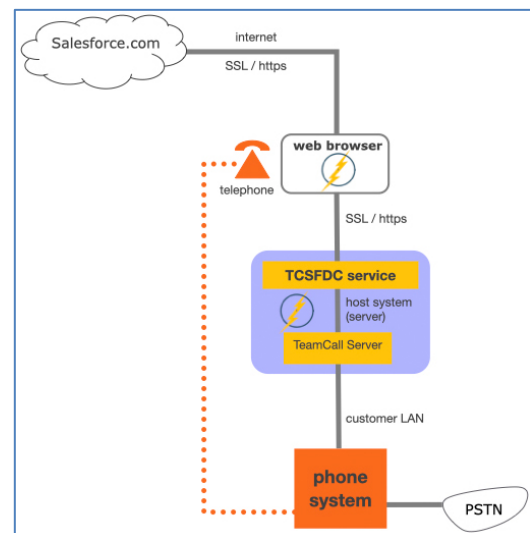 Salesforce.com
internet
SSL / https
web browser
telephone
SSL / https
TCSFDC service
host system
(server)
TeamCall Server
customer LAN
phone
system
PSTN